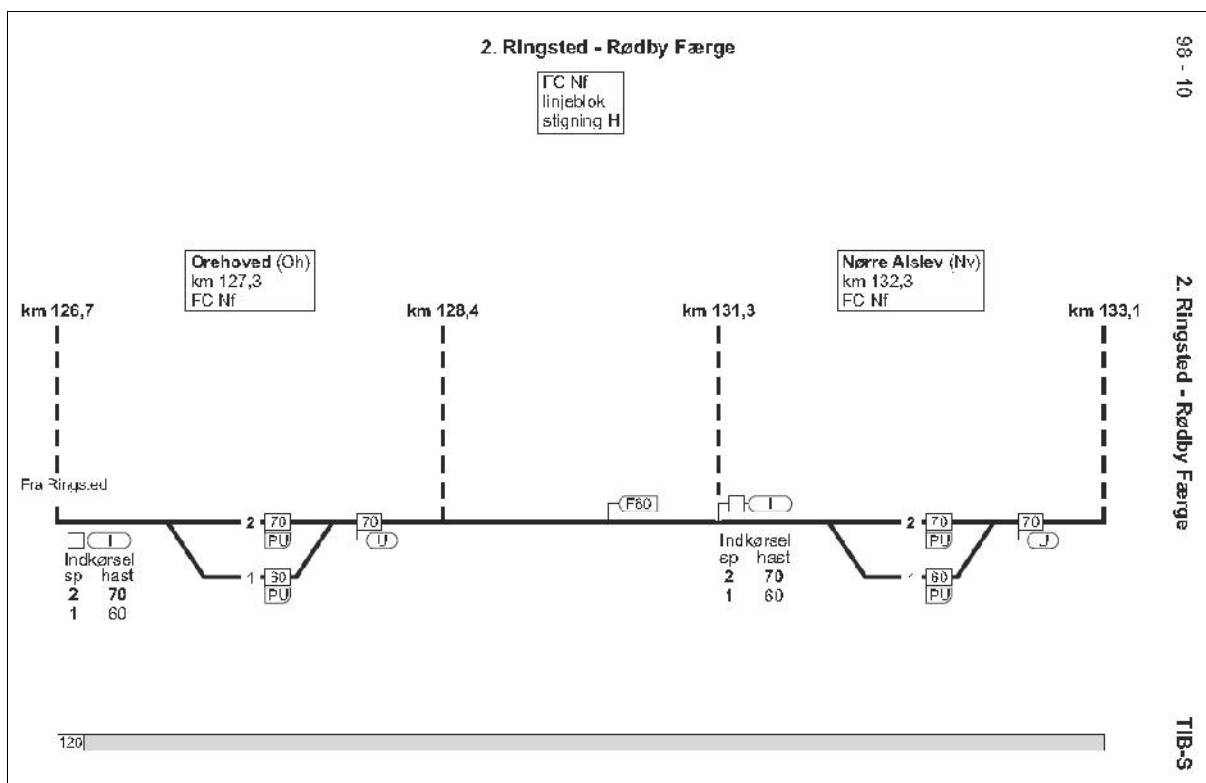 2. Ringsted - Rødby Færge
98 - 10
FC Nf
linjeblok
stigning H
Orehoved (Oh)
km 127,3
FC Nf
Nørre Alslev (Nv)
km 132,3
FC Nf
km 126,7
km 128,4
km 131,3
km 133,1
2. Ringsted - Rødby Færge
Fra Ringsted
F60
I
2 70
70
2 70
70
PU
U
PU
U
I
Indkørsel
sp hast
2 70
1 60
1 60
PU
Indkørsel
sp hast
2 70
1 60
60
PU
120
TIB-S